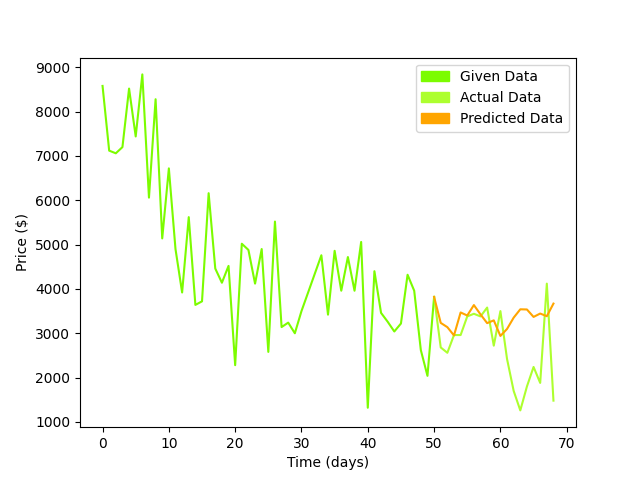 Given Data
Actual Data
Predicted Data
Price ($)
9000
8000
7000
6000
5000
4000
3000
2000
1000
0 10 20 30 40 50 60 70
Time (days)